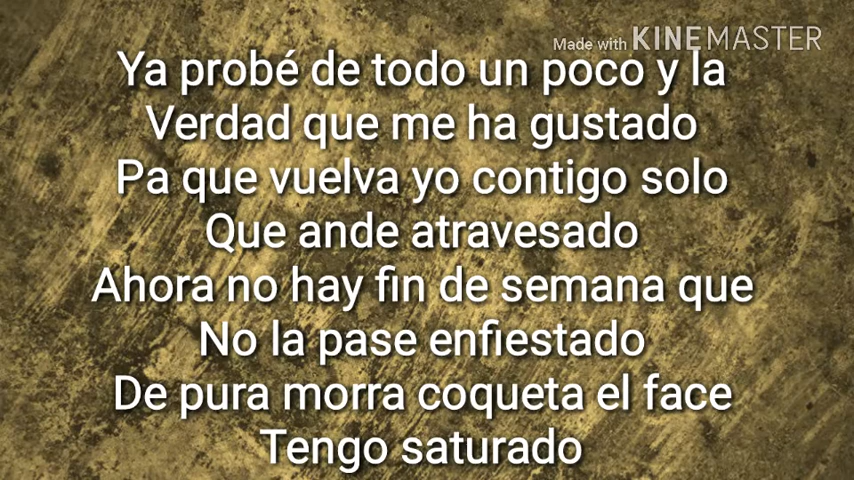 Made with KINEMASTER
Ya probé de todo un poco y la
Verdad que me ha gustado
Pa que vuelva yo contigo solo
Que ande atravesado
Ahora no hay fin de semana que
No la pase enfiestado
De pura morra coqueta el face
Tengo saturado